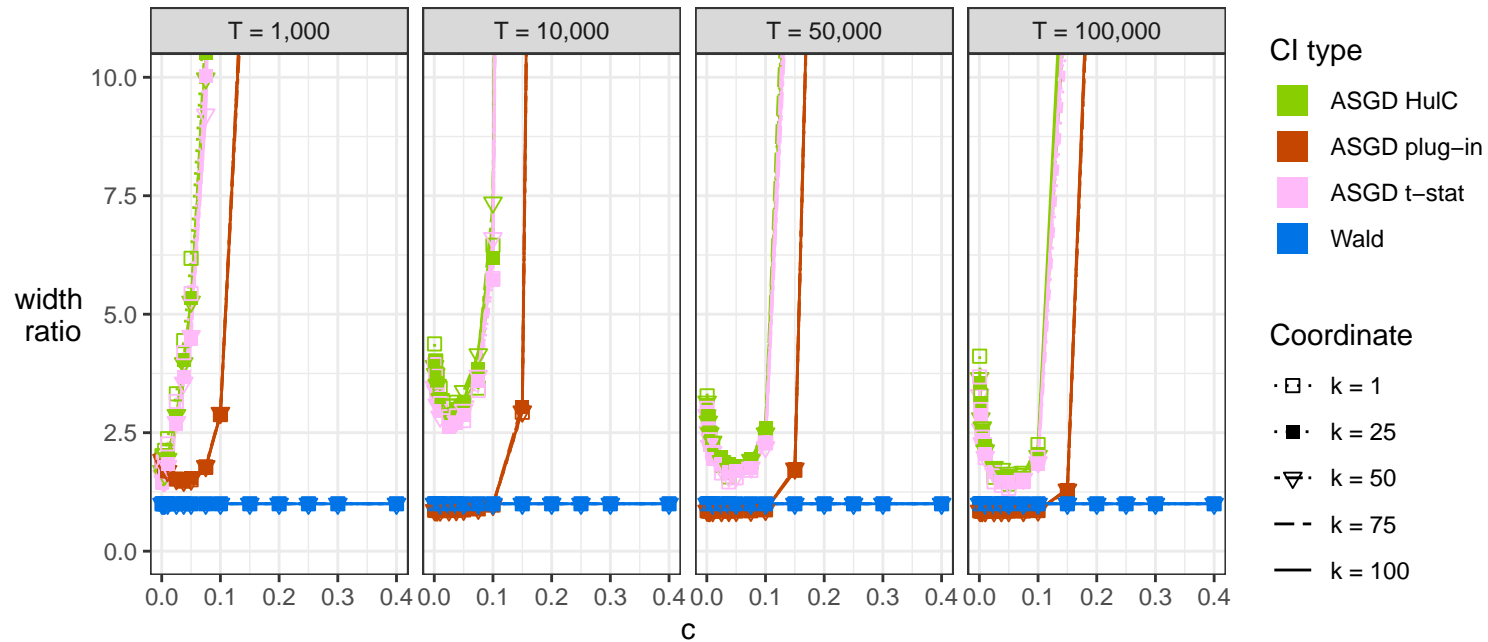 T = 1,000
T = 10,000
T = 50,000
T = 100,000
10.0
7.5
5.0
2.5
0.0
width
ratio
0.0 0.1 0.2 0.3 0.4
0.0 0.1 0.2 0.3 0.4
0.0 0.1 0.2 0.3 0.4
0.0 0.1 0.2 0.3 0.4
c
CI type
ASGD HulC
ASGD plug−in
ASGD t−stat
Wald
Coordinate
k = 1
k = 25
k = 50
k = 75
k = 100